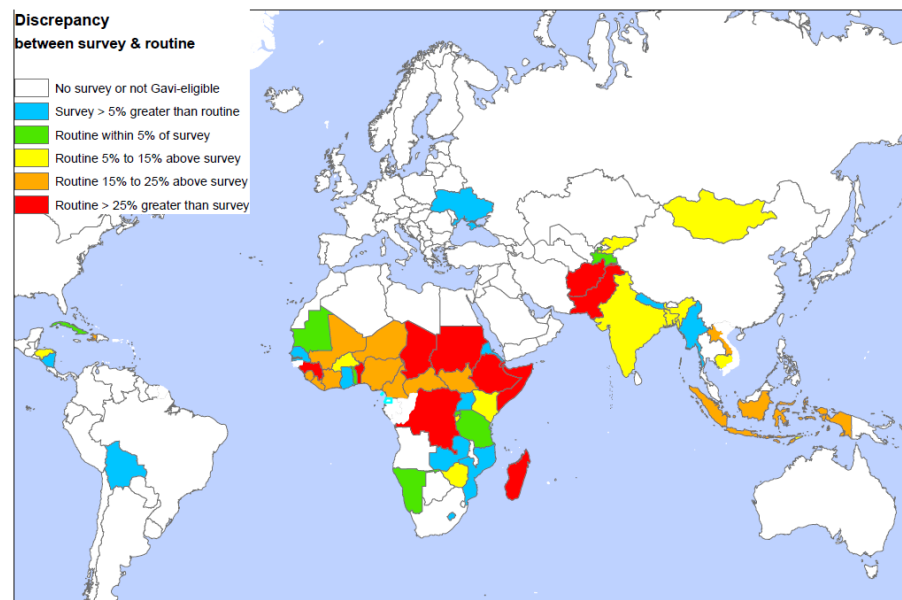 Discrepancy
between survey & routine
No survey or not Gavi-eligible
Survey > 5% greater than routine
Routine within 5% of survey
Routine 5% to 15% above survey
Routine 15% to 25% above survey
Routine > 25% greater than survey